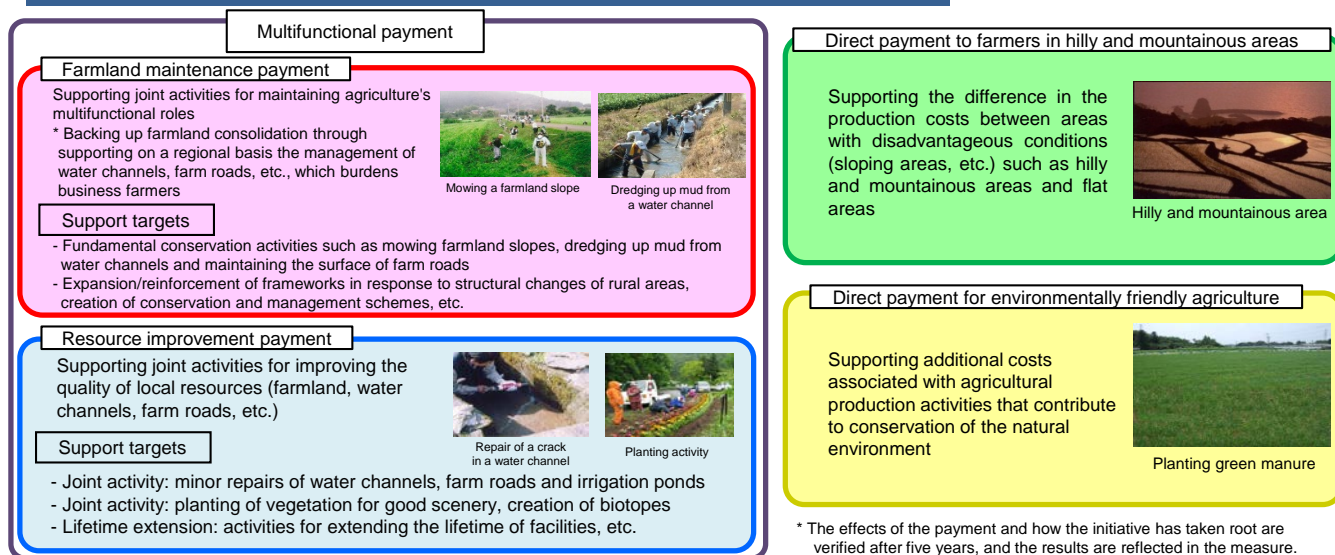 Multifunctional payment
Farmland maintenance payment
Supporting joint activities for maintaining agriculture's
multifunctional roles
* Backing up farmland consolidation through
supporting on a regional basis the management of
water channels, farm roads, etc., which burdens
business farmers
Mowing a farmland slope
Dredging up mud from
a water channel
Support targets
- Fundamental conservation activities such as mowing farmland slopes, dredging up mud from
water channels and maintaining the surface of farm roads
- Expansion/reinforcement of frameworks in response to structural changes of rural areas,
creation of conservation and management schemes, etc.
Resource improvement payment
Supporting joint activities for improving the
quality of local resources (farmland, water
channels, farm roads, etc.)
Repair of a crack
in a water channel
Planting activity
Support targets
- Joint activity: minor repairs of water channels, farm roads and irrigation ponds
- Joint activity: planting of vegetation for good scenery, creation of biotopes
- Lifetime extension: activities for extending the lifetime of facilities, etc.
Direct payment to farmers in hilly and mountainous areas
Supporting the difference in the
production costs between areas
with disadvantageous conditions
(sloping areas, etc.) such as hilly
and mountainous areas and flat
areas
Hilly and mountainous area
Direct payment for environmentally friendly agriculture
Supporting additional costs
associated with agricultural
production activities that contribute
to conservation of the natural
environment
Planting green manure
* The effects of the payment and how the initiative has taken root are
verified after five years, and the results are reflected in the measure.